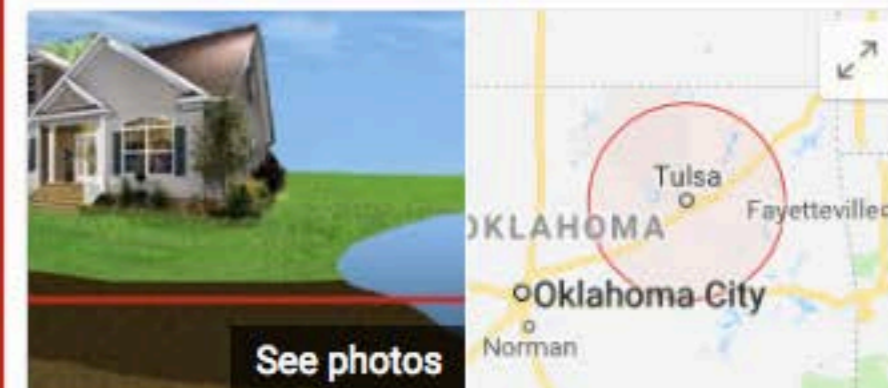 See photos
Tulsa
OKLAHOMA
Fayetteville
Oklahoma City
Norman